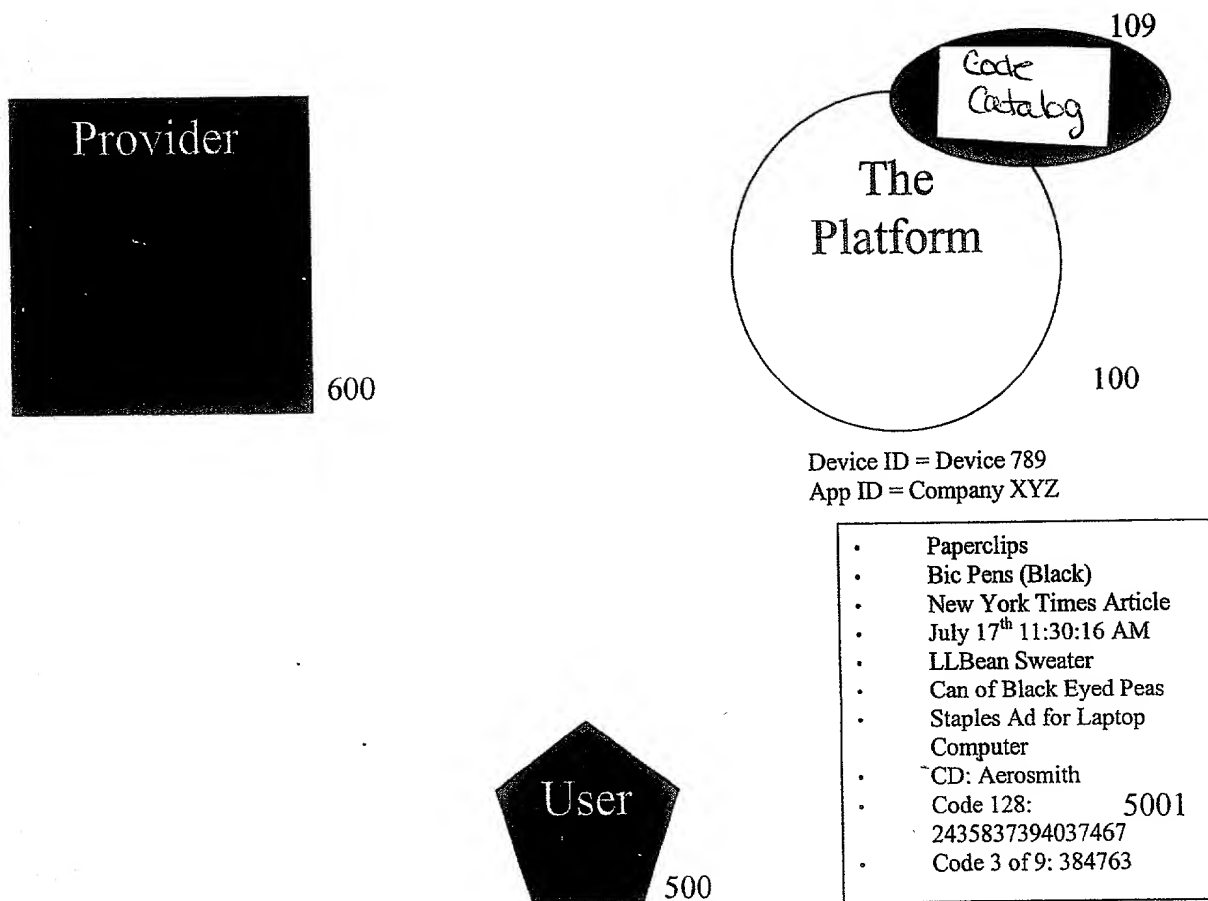 109
Code
Catalog
Provider
The
Platform
600
100
Device ID = Device 789
App ID = Company XYZ
• Paperclips
• Bic Pens (Black)
• New York Times Article
• July 17th 11:30:16 AM
• LLBean Sweater
• Can of Black Eyed Peas
• Staples Ad for Laptop
Computer
• CD: Aerosmith
• Code 128: 5001
2435837394037467
• Code 3 of 9: 384763
User
500